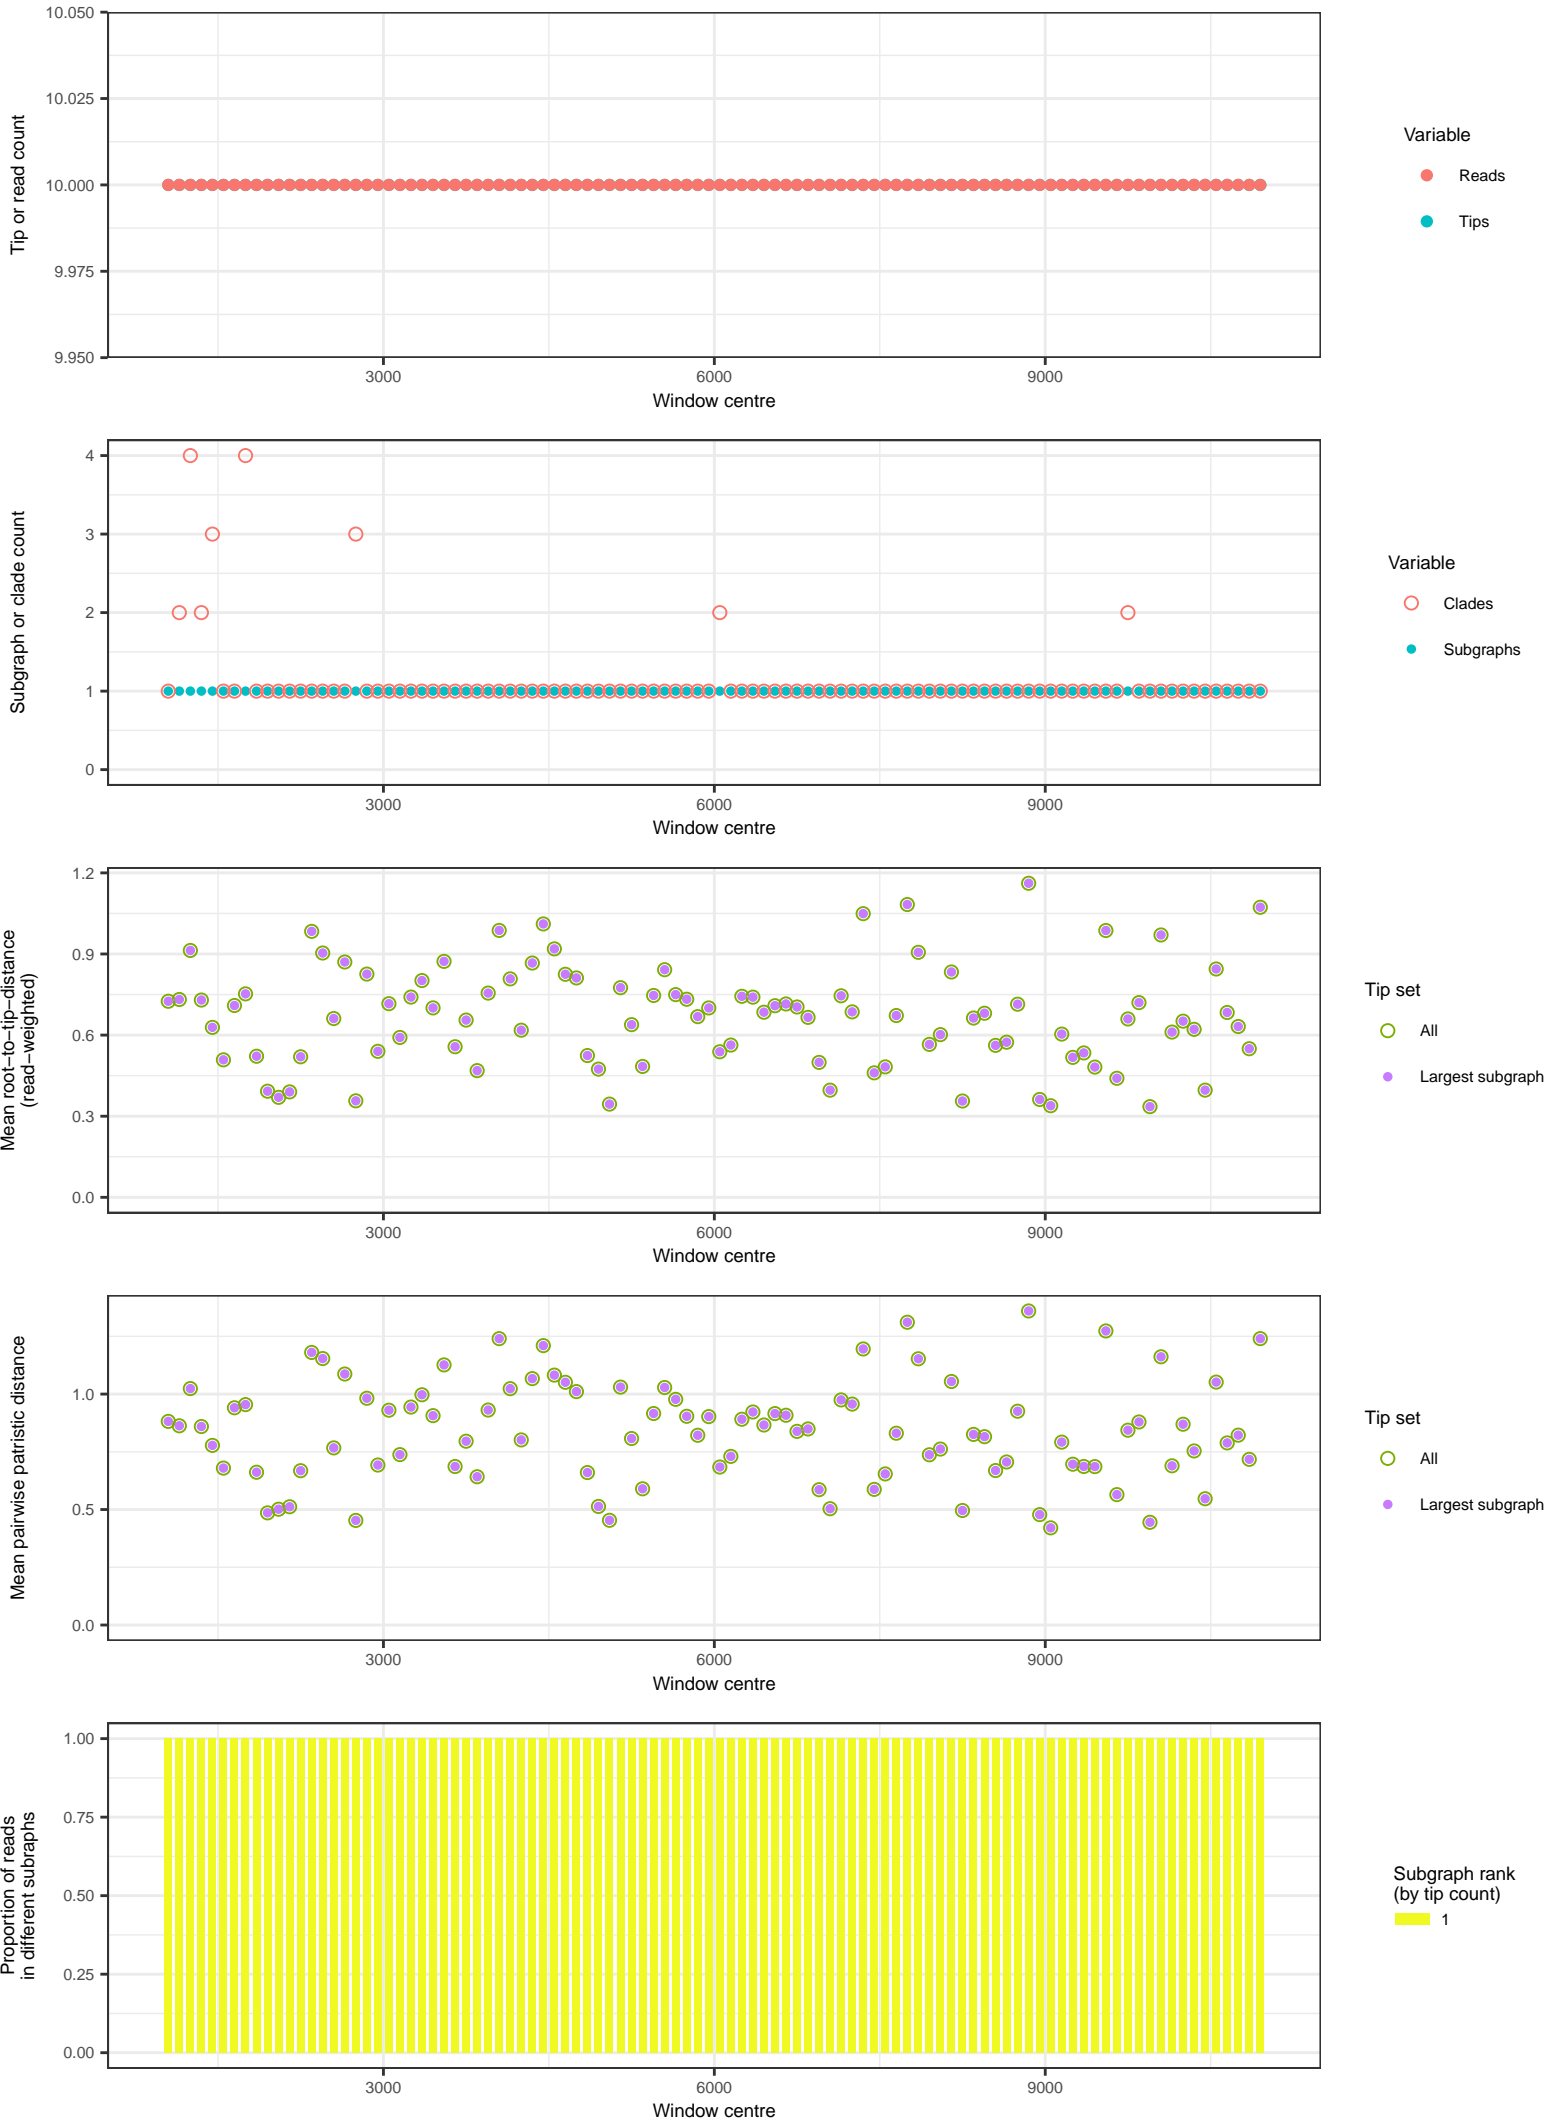 10.050
10.025
10.000
9.975
9.950
Tip or read count
3000
6000
9000
Window centre
Variable
Reads
Tips
4
3
2
1
0
Subgraph or clade count
3000
6000
9000
Window centre
Variable
Clades
Subgraphs
1.2
0.9
0.6
0.3
0.0
Mean root−to−tip−distance
(read−weighted)
3000
6000
9000
Window centre
Tip set
All
Largest subgraph
1.0
0.5
0.0
Mean pairwise patristic distance
3000
6000
9000
Window centre
Tip set
All
Largest subgraph
1.00
0.75
0.50
0.25
0.00
Proportion of reads
in different subraphs
3000
6000
9000
Window centre
Subgraph rank
(by tip count)
1